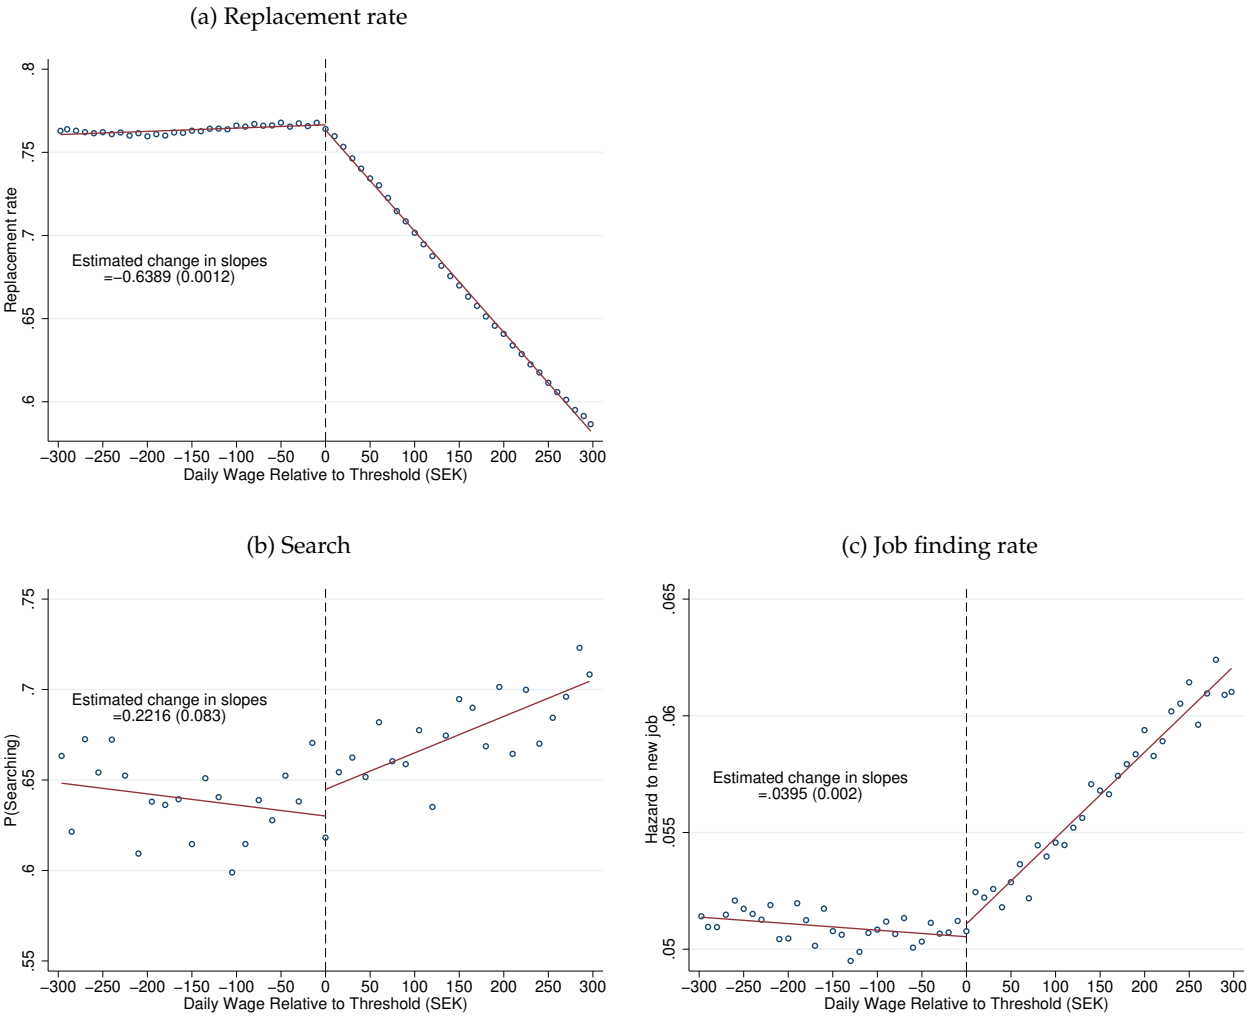 (a) Replacement rate
.8
.75
.7
.65
.6
Replacement rate
Estimated change in slopes
=−0.6389 (0.0012)
−300 −250 −200 −150 −100 −50 0 50 100 150 200 250 300
Daily Wage Relative to Threshold (SEK)
(b) Search
.75
.7
.65
.6
.55
P(Searching)
Estimated change in slopes
=0.2216 (0.083)
−300 −250 −200 −150 −100 −50 0 50 100 150 200 250 300
Daily Wage Relative to Threshold (SEK)
(c) Job finding rate
.065
.06
.055
.05
Hazard to new job
Estimated change in slopes
=.0395 (0.002)
−300 −250 −200 −150 −100 −50 0 50 100 150 200 250 300
Daily Wage Relative to Threshold (SEK)